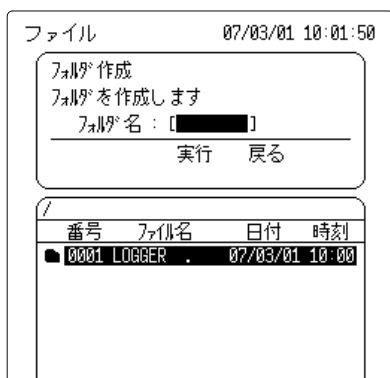 ファイル 07/03/01 10:01:50
ﾌｫﾙﾀﾞ作成
ﾌｫﾙﾀﾞを作成します
ﾌｫﾙﾀﾞ名：[ ]
実行 戻る
/
番号 ﾌｧｲﾙ名 日付 時刻
0001 LOGGER . 07/03/01 10:00